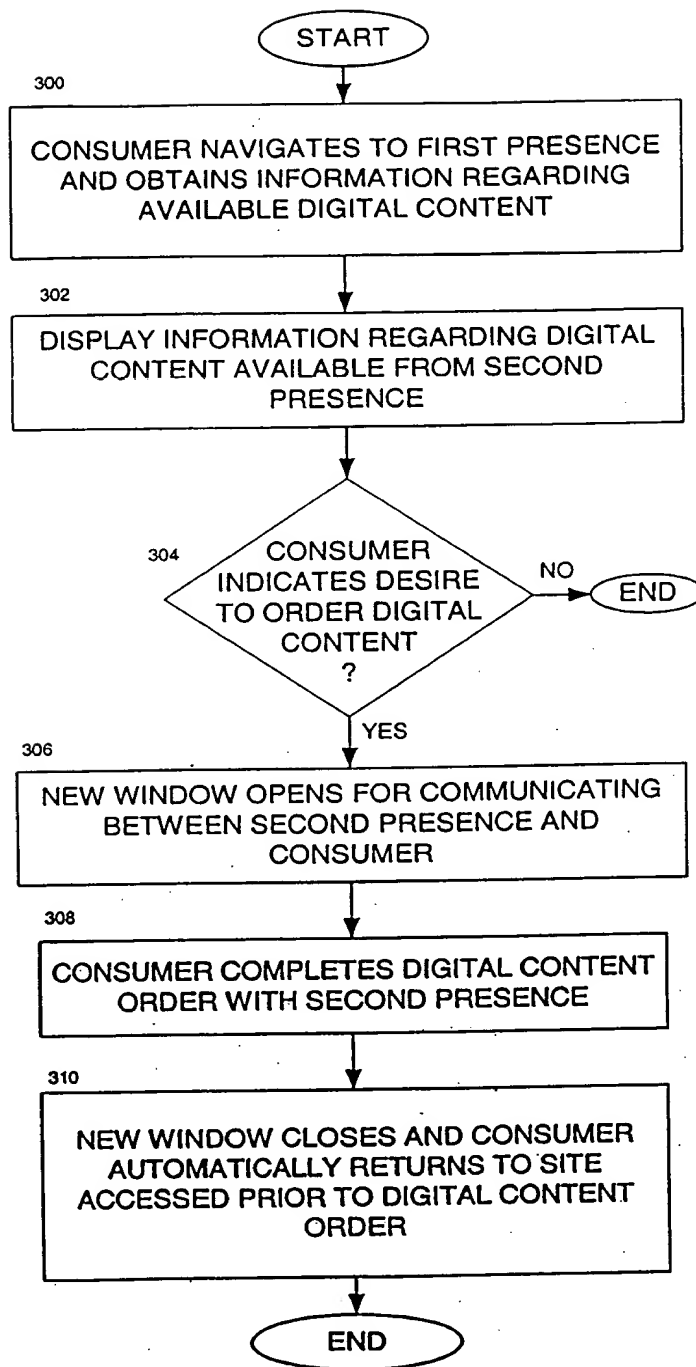 START
300
CONSUMER NAVIGATES TO FIRST PRESENCE
AND OBTAINS INFORMATION REGARDING
AVAILABLE DIGITAL CONTENT
302
DISPLAY INFORMATION REGARDING DIGITAL
CONTENT AVAILABLE FROM SECOND
PRESENCE
304
CONSUMER
INDICATES DESIRE
TO ORDER DIGITAL
CONTENT
?
NO
END
YES
306
NEW WINDOW OPENS FOR COMMUNICATING
BETWEEN SECOND PRESENCE AND
CONSUMER
308
CONSUMER COMPLETES DIGITAL CONTENT
ORDER WITH SECOND PRESENCE
310
NEW WINDOW CLOSES AND CONSUMER
AUTOMATICALLY RETURNS TO SITE
ACCESSED PRIOR TO DIGITAL CONTENT
ORDER
END